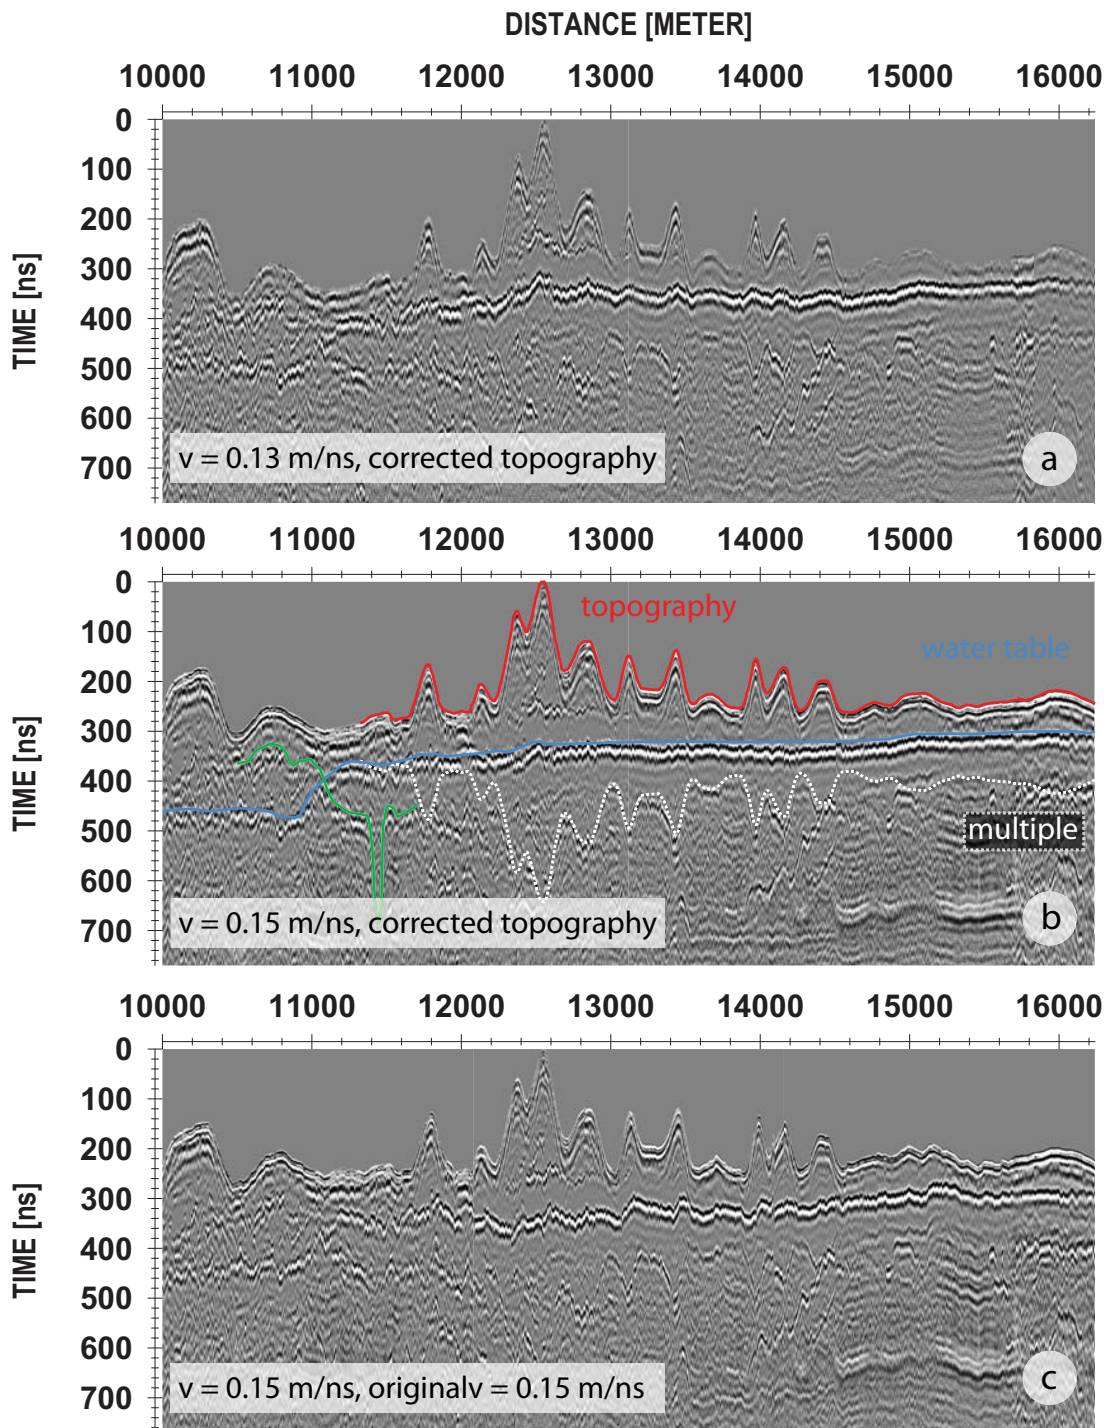 DISTANCE [METER]
10000 11000 12000 13000 14000 15000 16000
0
100
200
300
400
500
600
700
TIME [ns]
v = 0.13 m/ns, corrected topography
a
10000 11000 12000 13000 14000 15000 16000
0
100
200
300
400
500
600
700
TIME [ns]
topography
water table
multiple
v = 0.15 m/ns, corrected topography
b
10000 11000 12000 13000 14000 15000 16000
0
100
200
300
400
500
600
700
TIME [ns]
v = 0.15 m/ns, originalv = 0.15 m/ns
c